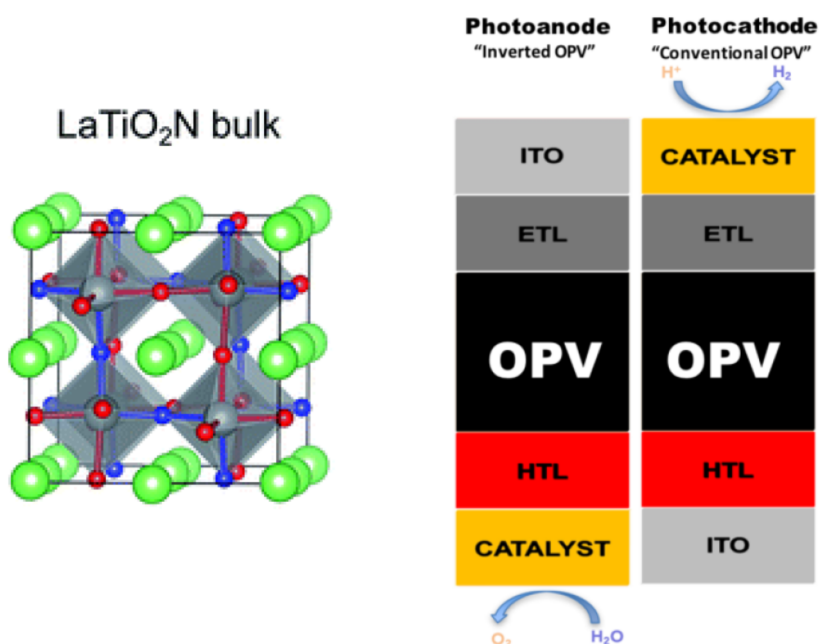 LaTiO₂N bulk
Photoanode
“Inverted OPV”
ITO
ETL
OPV
HTL
CATALYST
O₂
H₂O
Photocathode
“Conventional OPV”
H⁺
H₂
CATALYST
ETL
OPV
HTL
ITO